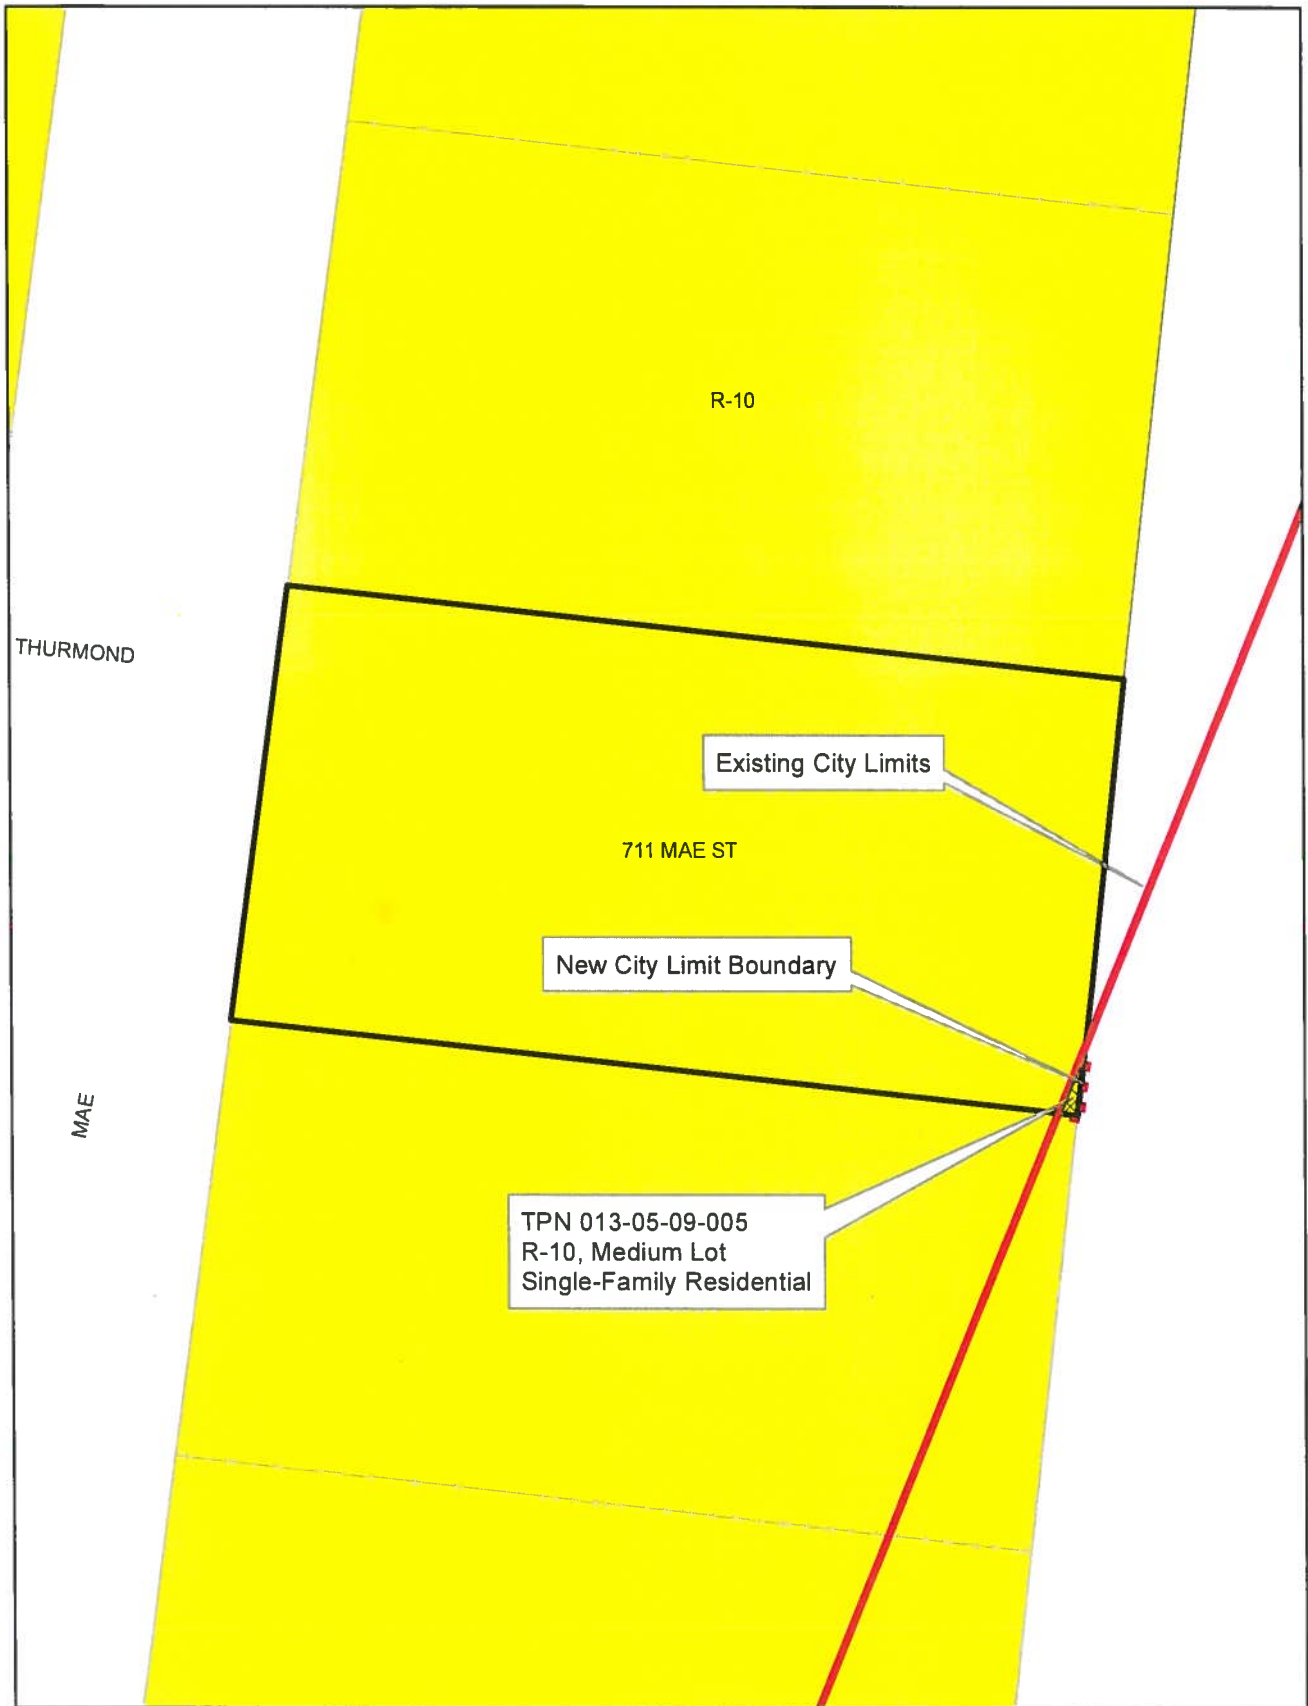 R-10
THURMOND
Existing City Limits
711 MAE ST
New City Limit Boundary
MAE
TPN 013-05-09-005
R-10, Medium Lot
Single-Family Residential